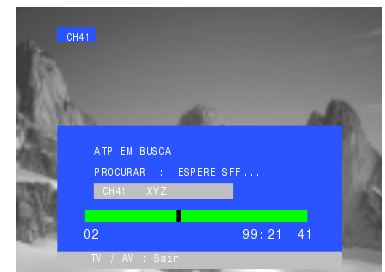 CH41
ATP EM BUSCA
PROCURAR : ESPERE SFF...
CH41 XYZ
02 99:21 41
TV / AV : Sair